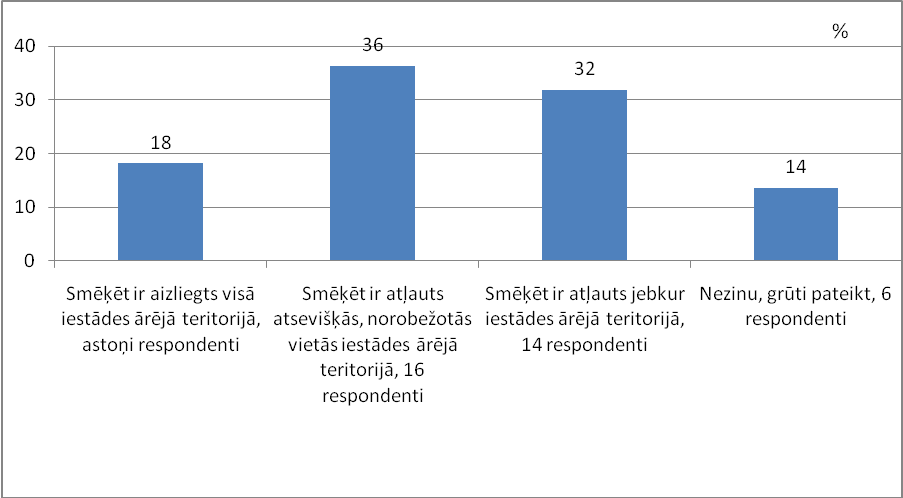 %
40
30
20
10
0
18
36
32
14
Smēķēt ir aizliegts visā
iestādes ārējā teritorijā,
astoņi respondenti
Smēķēt ir atļauts
atsevišķās, norobežotās
vietās iestādes ārējā
teritorijā, 16
respondenti
Smēķēt ir atļauts jebkur
iestādes ārējā teritorijā,
14 respondenti
Nezinu, grūti pateikt, 6
respondenti